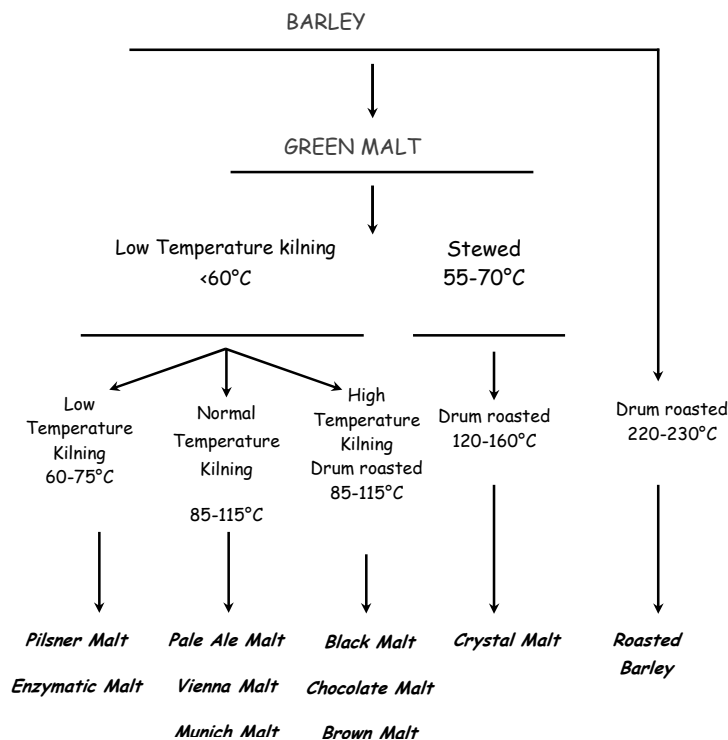 BARLEY
GREEN MALT
Low Temperature kilning
<60°C
Stewed
55-70°C
Low
Temperature
Kilning
60-75°C
Normal
Temperature
Kilning
85-115°C
High
Temperature
Kilning
Drum roasted
85-115°C
Drum roasted
120-160°C
Drum roasted
220-230°C
Pilsner Malt
Enzymatic Malt
Pale Ale Malt
Vienna Malt
Munich Malt
Black Malt
Chocolate Malt
Brown Malt
Crystal Malt
Roasted
Barley